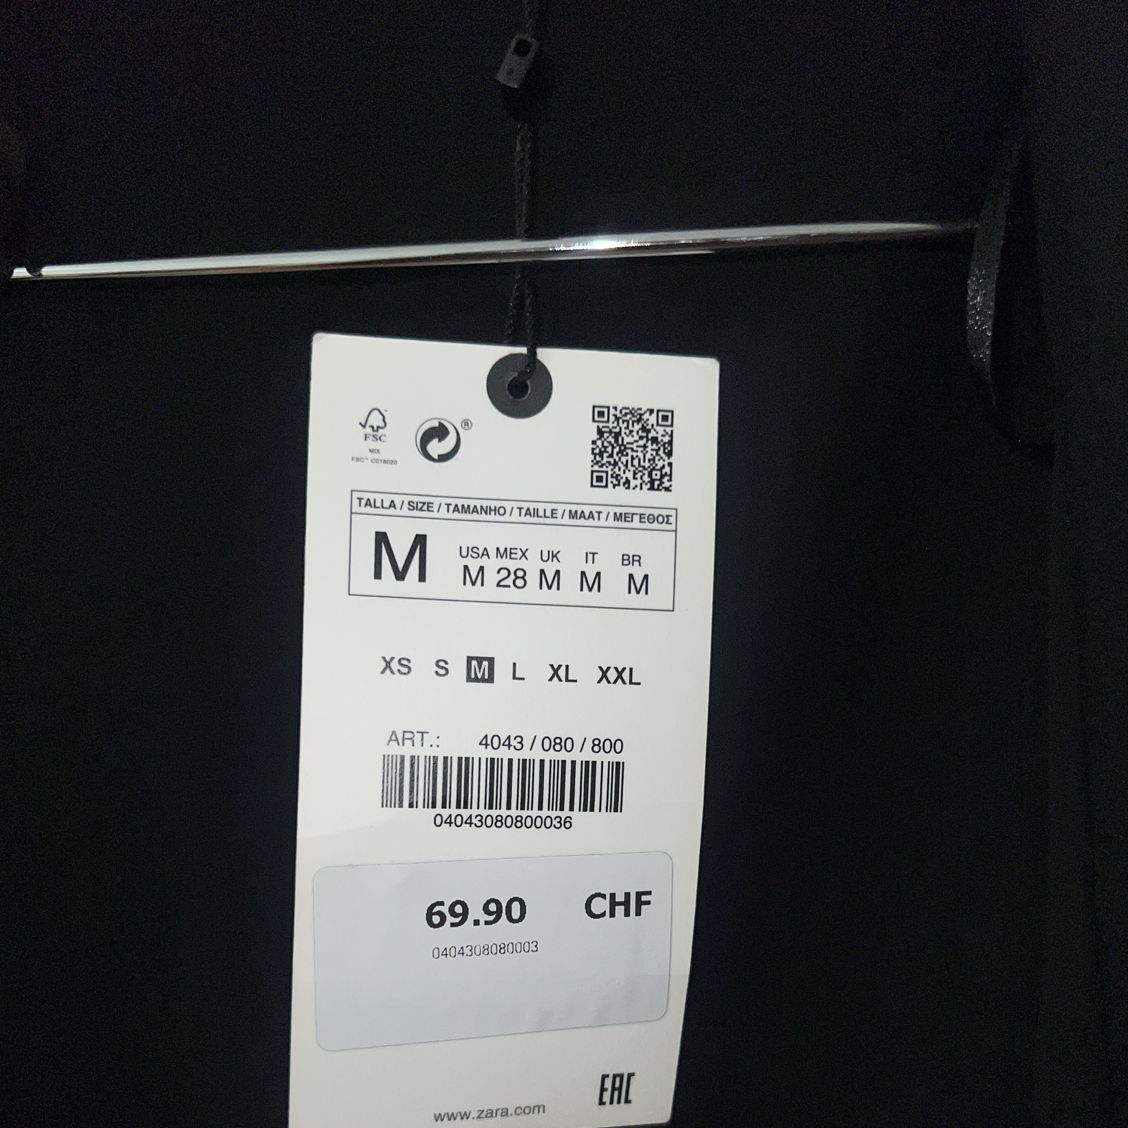 FSC
MIX
FSC™ C018020
®
TALLA / SIZE / TAMANHO / TAILLE / MAAT / ΜΕΓΕΘΟΣ
M
USA MEX UK IT BR
M 28 M M M
XS S M L XL XXL
ART.: 4043 / 080 / 800
04043080800036
69.90 CHF
0404308080003
EAC
www.zara.com